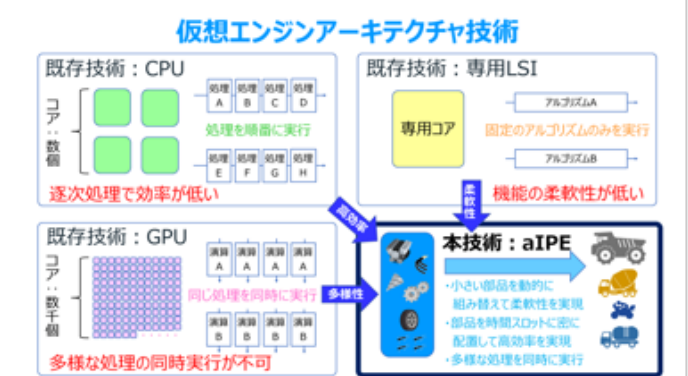 仮想エンジンアーキテクチャ技術
既存技術：CPU
コア：数個
処理A 処理B 処理C 処理D
処理を順番に実行
処理E 処理F 処理G 処理H
逐次処理で効率が低い
既存技術：専用LSI
専用コア
アルゴリズムA
固定のアルゴリズムのみを実行
アルゴリズムB
機能の柔軟性が低い
既存技術：GPU
コア：数千個
演算A 演算A 演算A 演算A
同じ処理を同時に実行
演算B 演算B 演算B 演算B
多様な処理の同時実行が不可
高効率
柔軟性
多様性
本技術：aIPE
・小さい部品を動的に
組み替えて柔軟性を実現
・部品を時間スロットに密に
配置して高効率を実現
・多様な処理を同時に実行